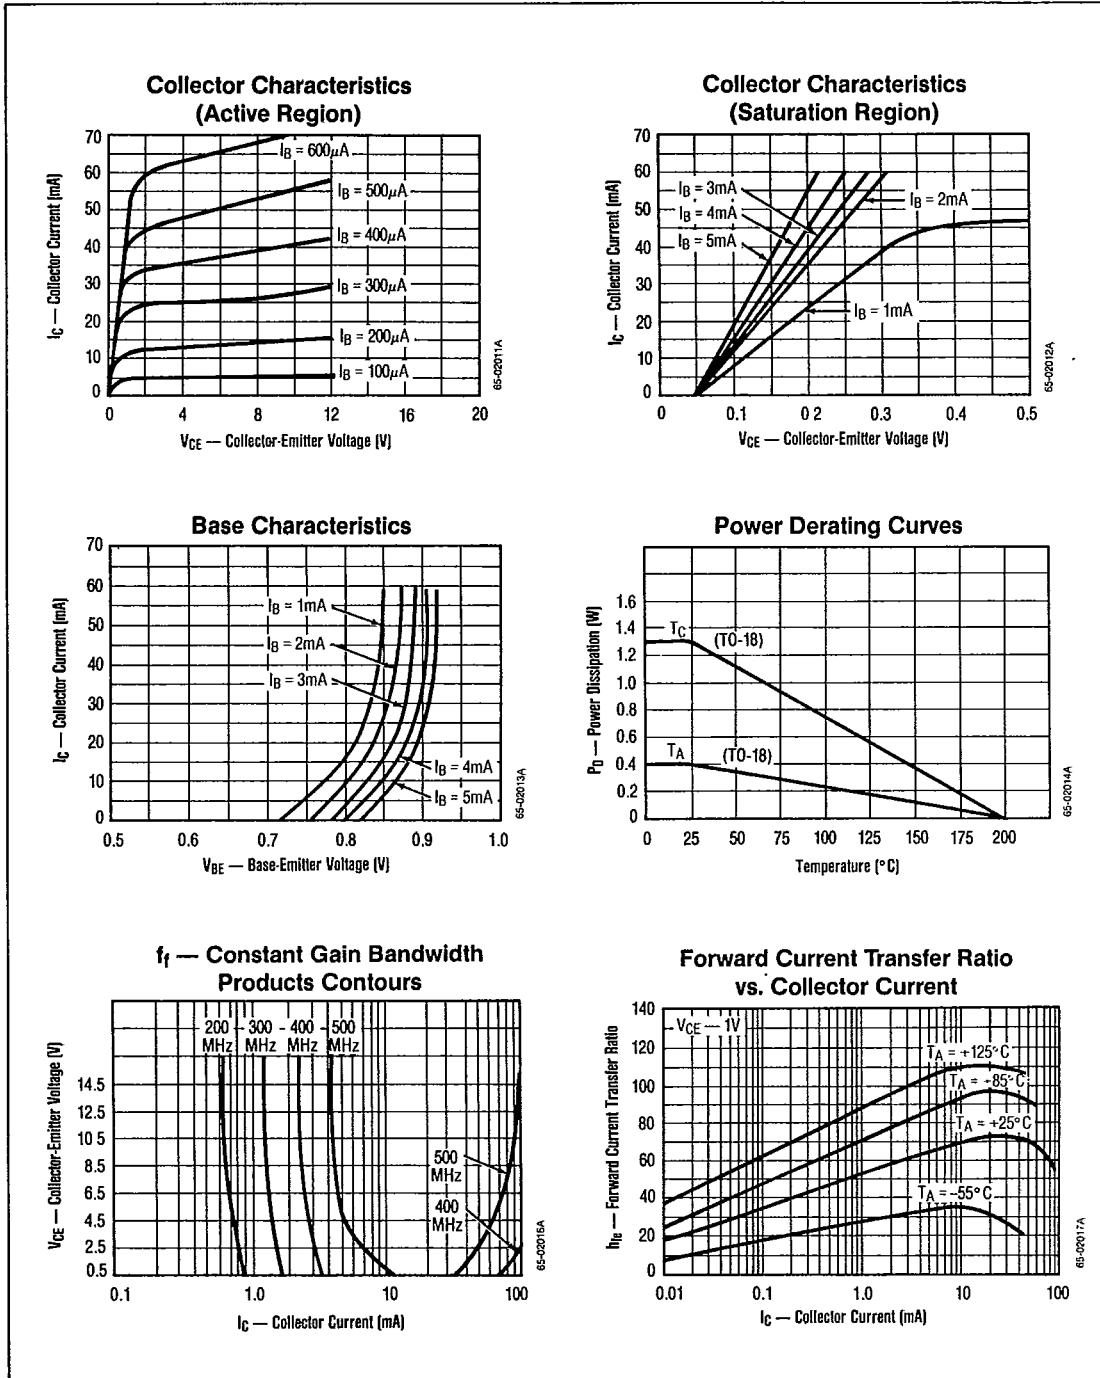 Collector Characteristics
(Active Region)
70
60
50
40
30
20
10
0
IC — Collector Current (mA)
IB = 600µA
IB = 500µA
IB = 400µA
IB = 300µA
IB = 200µA
IB = 100µA
0 4 8 12 16 20
VCE — Collector-Emitter Voltage (V)
65-02011A
Collector Characteristics
(Saturation Region)
70
60
50
40
30
20
10
0
IC — Collector Current (mA)
IB = 3mA
IB = 4mA
IB = 5mA
IB = 2mA
IB = 1mA
0 0.1 0 2 0.3 0.4 0.5
VCE — Collector-Emitter Voltage (V)
65-02012A
Base Characteristics
70
60
50
40
30
20
10
0
IC — Collector Current (mA)
IB = 1mA
IB = 2mA
IB = 3mA
IB = 4mA
IB = 5mA
0.5 0.6 0.7 0.8 0.9 1.0
VBE — Base-Emitter Voltage (V)
65-02013A
Power Derating Curves
1.6
1.4
1.2
1.0
0.8
0.6
0.4
0.2
0
PD — Power Dissipation (W)
TC (TO-18)
TA (TO-18)
0 25 50 75 100 125 150 175 200
Temperature (°C)
65-02014A
ff — Constant Gain Bandwidth
Products Contours
200 - 300 - 400 - 500
MHz MHz MHz MHz
14.5
12.5
10.5
8.5
6.5
4.5
2.5
0.5
VCE — Collector-Emitter Voltage (V)
500
MHz
400
MHz
0.1 1.0 10 100
IC — Collector Current (mA)
65-02016A
Forward Current Transfer Ratio
vs. Collector Current
140
120
100
80
60
40
20
0
hfe — Forward Current Transfer Ratio
VCE — 1V
TA = +125°C
TA = +85°C
TA = +25°C
TA = -55°C
0.01 0.1 1.0 10 100
IC — Collector Current (mA)
65-02017A